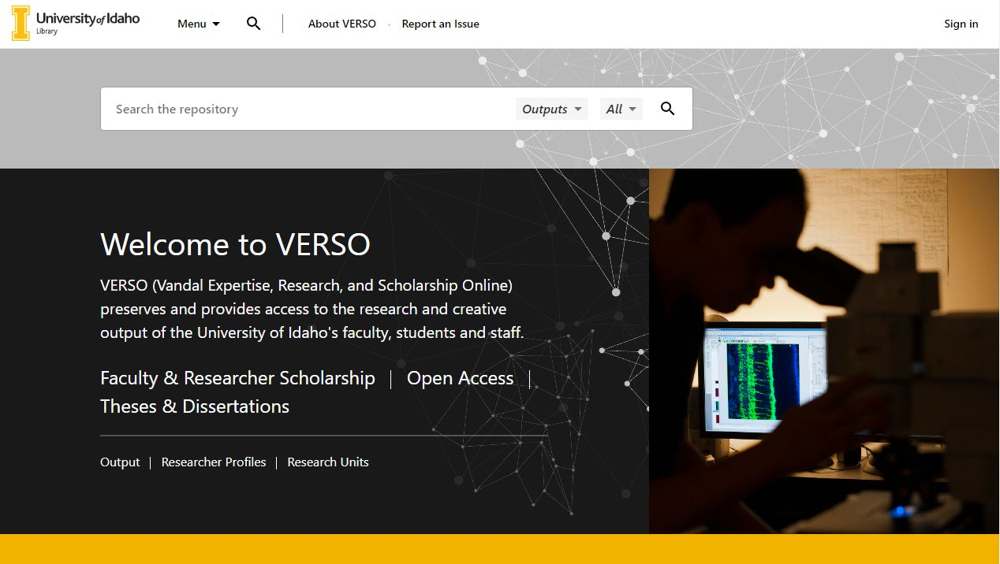 University of Idaho
Library
Menu
About VERSO
Report an Issue
Sign in
Search the repository
Outputs
All
Welcome to VERSO
VERSO (Vandal Expertise, Research, and Scholarship Online)
preserves and provides access to the research and creative
output of the University of Idaho's faculty, students and staff.
Faculty & Researcher Scholarship | Open Access |
Theses & Dissertations
Output | Researcher Profiles | Research Units